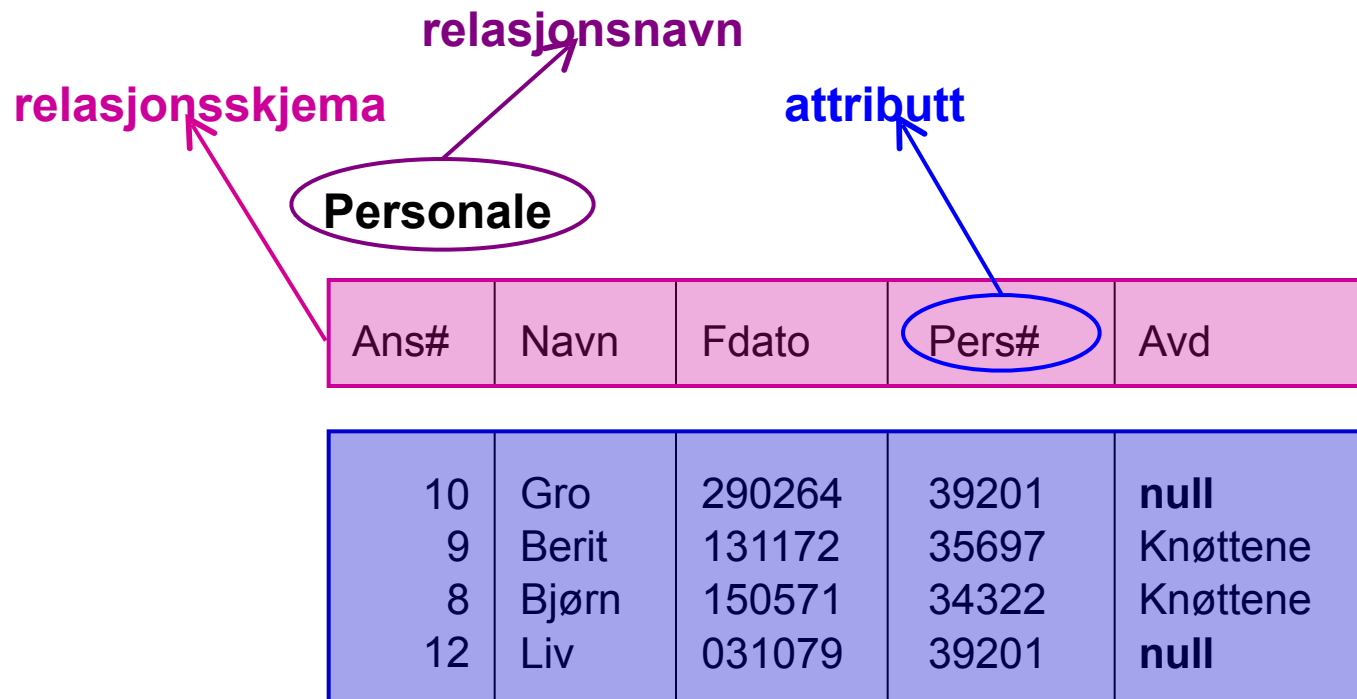 relasjonsnavn
relasjonsskjema attributt
Personale
Ans# Navn Fdato Pers# Avd
10 Gro 290264 39201 null
9 Berit 131172 35697 Knøttene
8 Bjørn 150571 34322 Knøttene
12 Liv 031079 39201 null